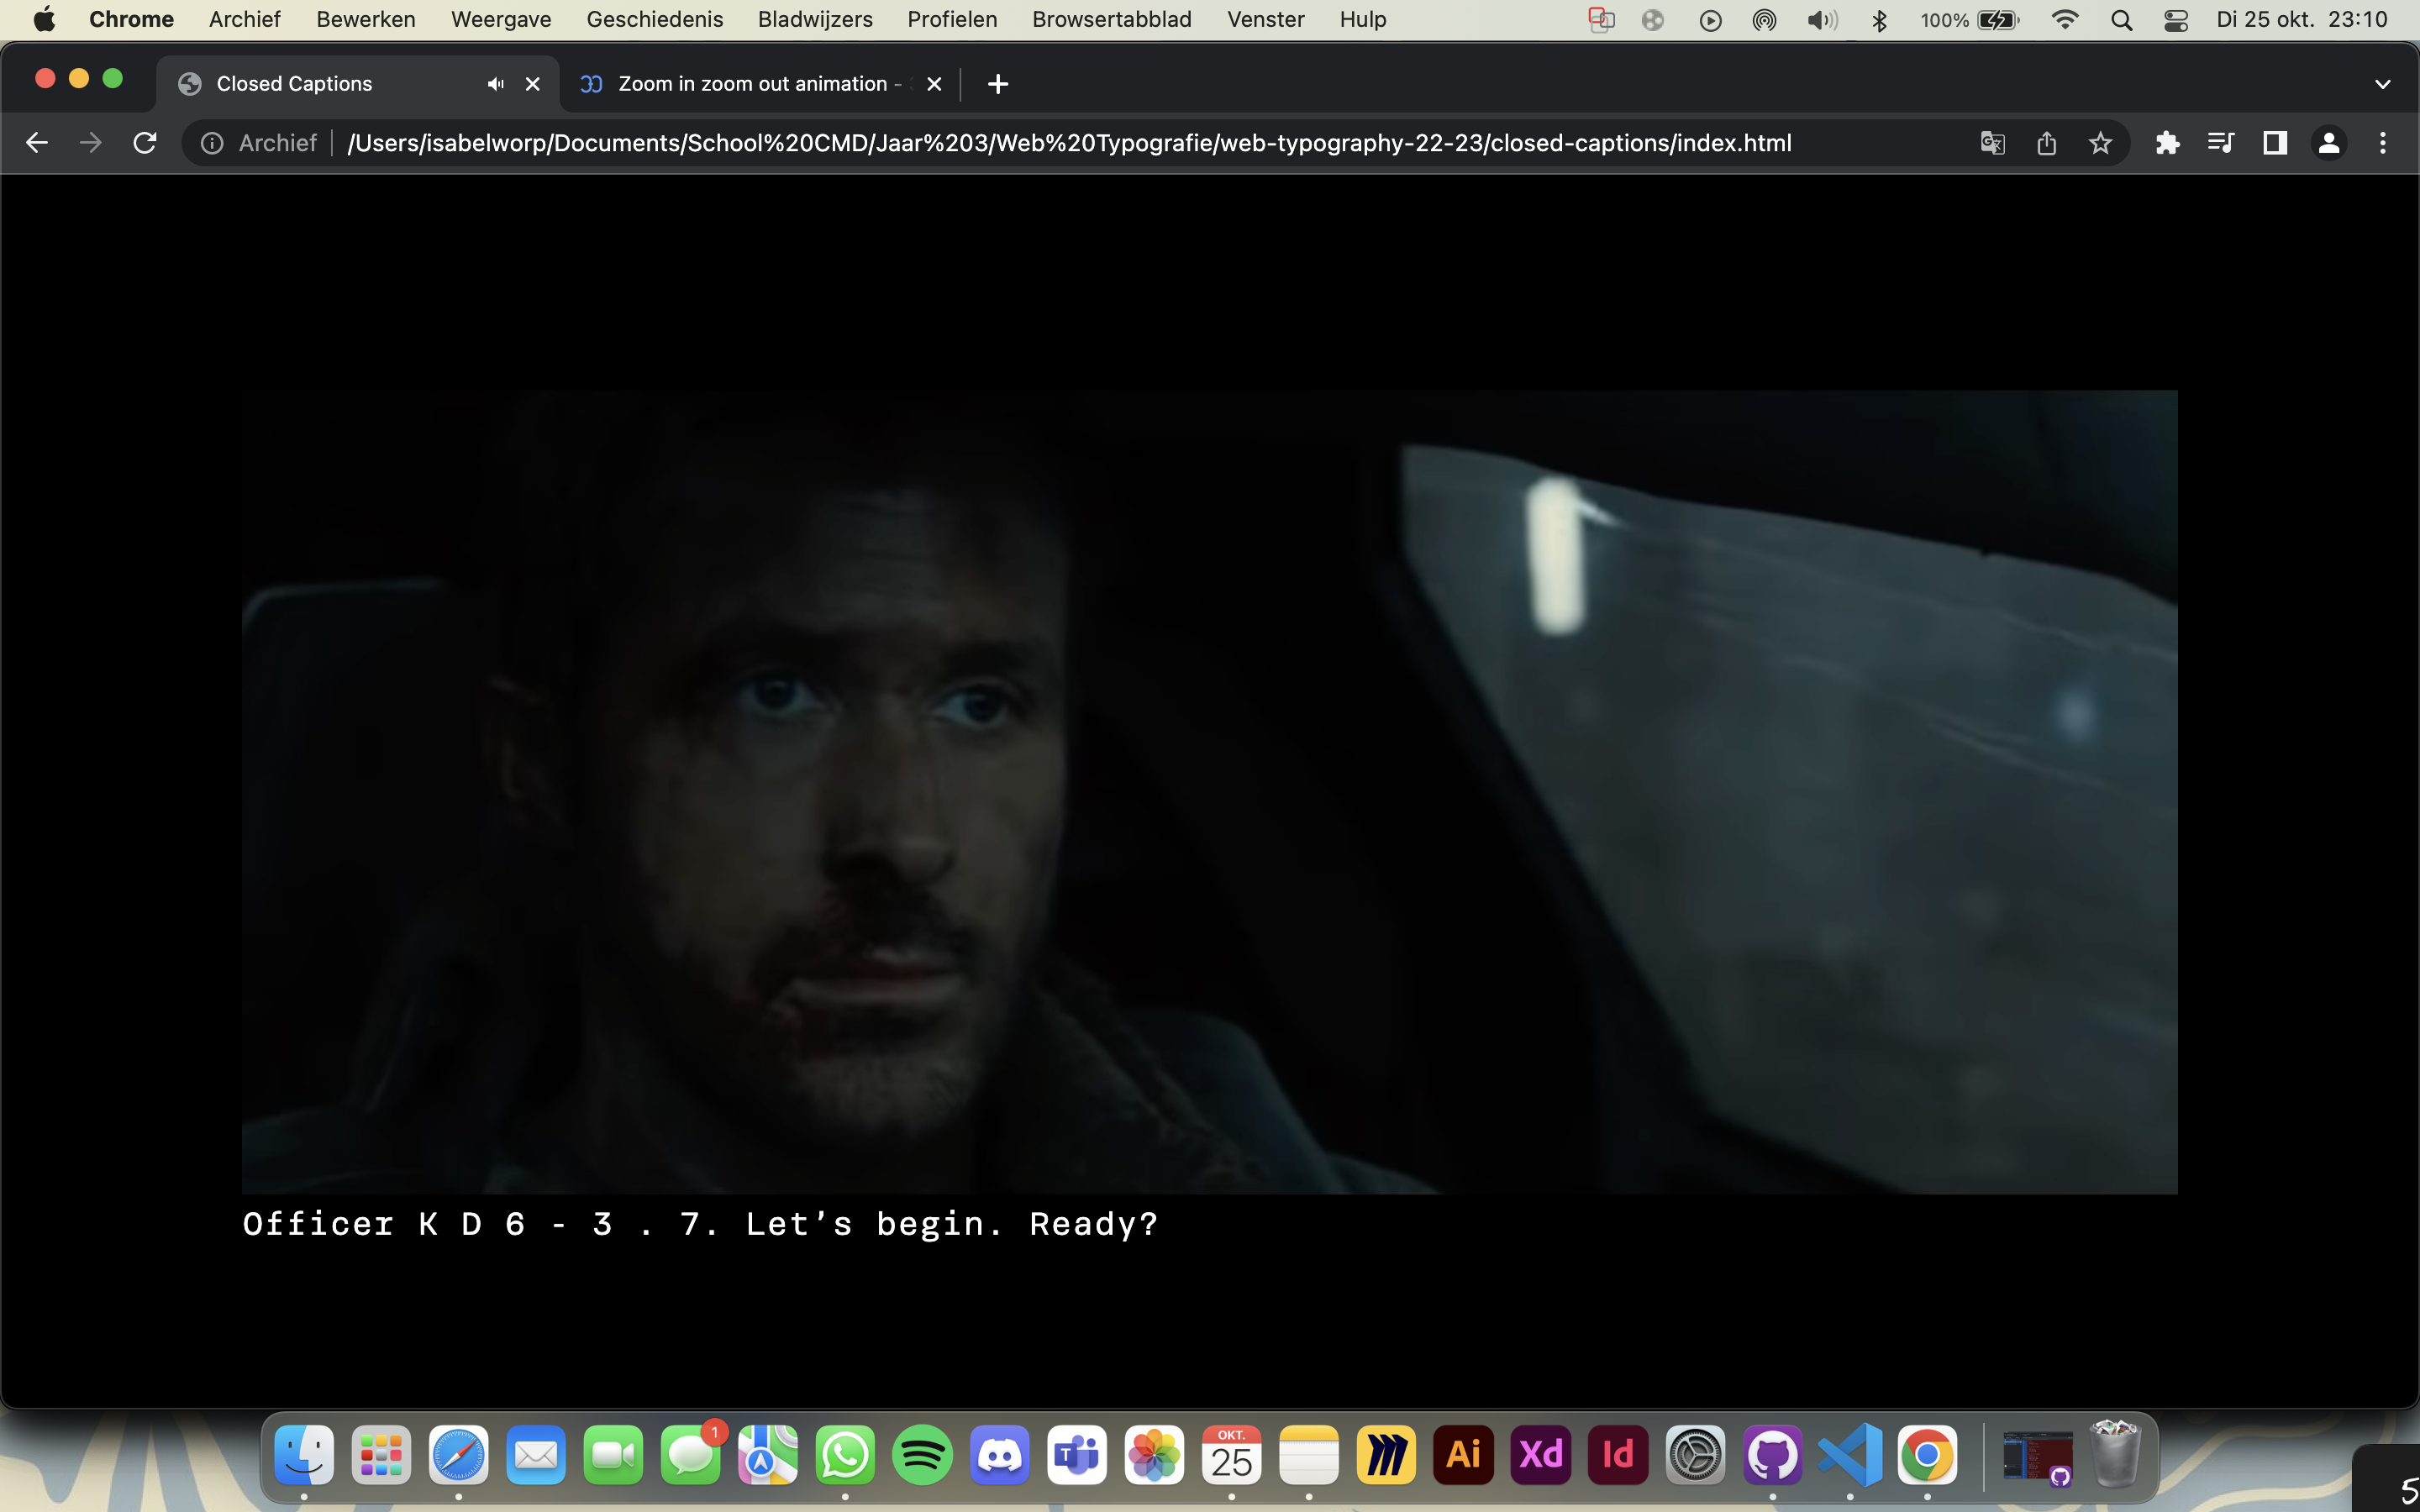 Chrome Archief Bewerken Weergave Geschiedenis Bladwijzers Profielen Browsertabblad Venster Hulp 100% Di 25 okt. 23:10
Closed Captions Zoom in zoom out animation -
Archief /Users/isabelworp/Documents/School%20CMD/Jaar%203/Web%20Typografie/web-typography-22-23/closed-captions/index.html
Officer K D 6 - 3 . 7. Let’s begin. Ready?
1
OKT.
25
T
Ai Xd Id
5